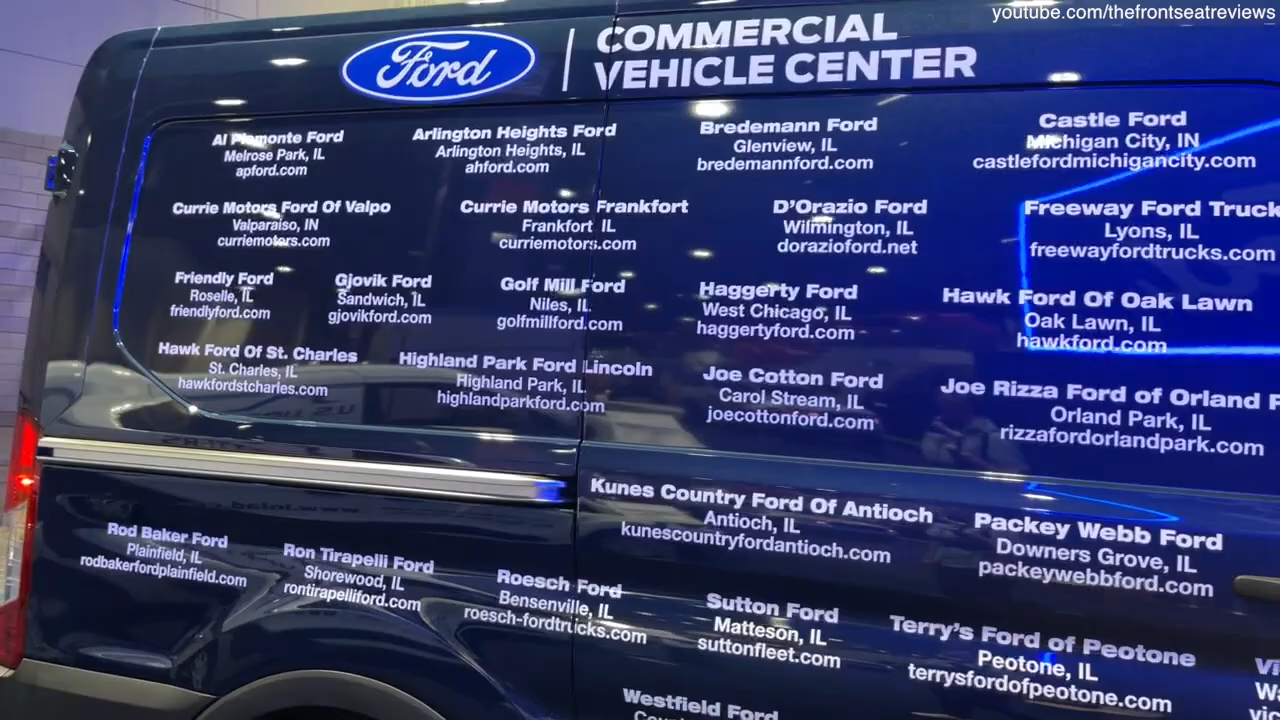 youtube.com/thefrontseatreviews
Ford
COMMERCIAL
VEHICLE CENTER
Al Piemonte Ford
Melrose Park, IL
apford.com
Arlington Heights Ford
Arlington Heights, IL
ahford.com
Bredemann Ford
Glenview, IL
bredemannford.com
Castle Ford
Michigan City, IN
castlefordmichigancity.com
Currie Motors Ford Of Valpo
Valparaiso, IN
curriemotors.com
Currie Motors Frankfort
Frankfort IL
curriemotors.com
D'Orazio Ford
Wilmington, IL
dorazioford.net
Freeway Ford Truck
Lyons, IL
freewayfordtrucks.com
Friendly Ford
Roselle, IL
friendlyford.com
Gjovik Ford
Sandwich, IL
gjovikford.com
Golf Mill Ford
Niles, IL
golfmillford.com
Haggerty Ford
West Chicago, IL
haggertyford.com
Hawk Ford Of Oak Lawn
Oak Lawn, IL
hawkford.com
Hawk Ford Of St. Charles
St. Charles, IL
hawkfordstcharles.com
Highland Park Ford Lincoln
Highland Park, IL
highlandparkford.com
Joe Cotton Ford
Carol Stream, IL
joecottonford.com
Joe Rizza Ford of Orland
Orland Park, IL
rizzafordorlandpark.com
Kunes Country Ford Of Antioch
Antioch, IL
kunescountryfordantioch.com
Packey Webb Ford
Downers Grove, IL
packeywebbford.com
Rod Baker Ford
Plainfield, IL
rodbakerfordplainfield.com
Ron Tirapelli Ford
Shorewood, IL
rontirapelliford.com
Roesch Ford
Bensenville, IL
roesch-fordtrucks.com
Sutton Ford
Matteson, IL
suttonfleet.com
Terry's Ford of Peotone
Peotone, IL
terrysfordofpeotone.com
Westfield Ford